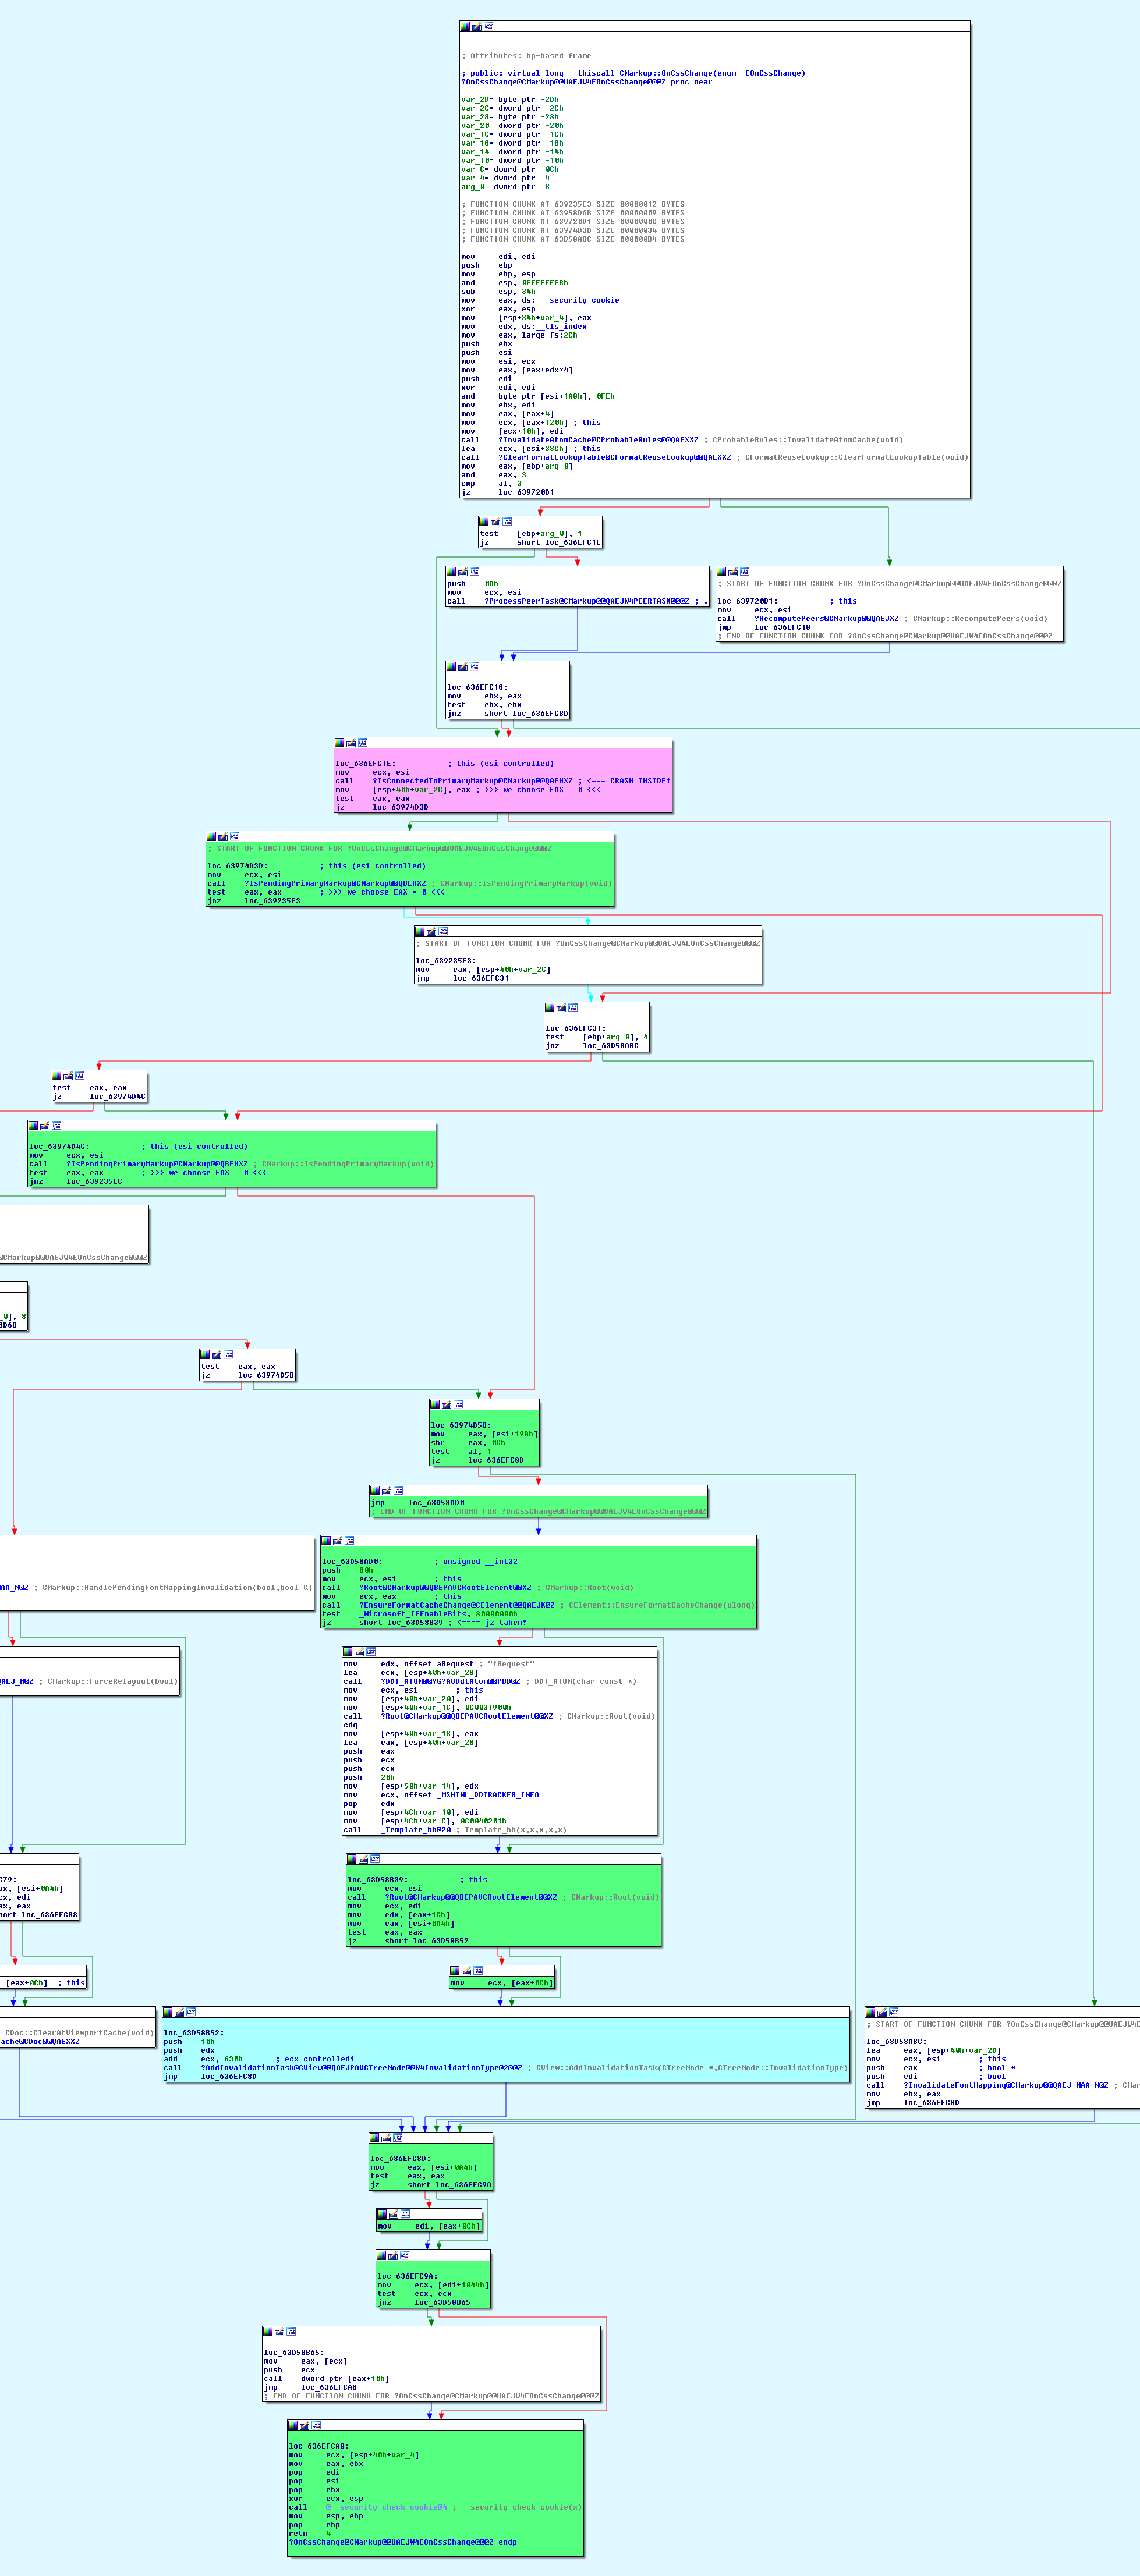 ; Attributes: bp-based frame
; public: virtual long __thiscall CMarkup::OnCssChange(enum  EOnCssChange)
?OnCssChange@CMarkup@@UAEJW4EOnCssChange@@@Z proc near
var_2D= byte ptr -2Dh
var_2C= dword ptr -2Ch
var_28= byte ptr -28h
var_20= dword ptr -20h
var_1C= dword ptr -1Ch
var_18= dword ptr -18h
var_14= dword ptr -14h
var_10= dword ptr -10h
var_C= dword ptr -0Ch
var_4= dword ptr -4
arg_0= dword ptr  8
; FUNCTION CHUNK AT 639235E3 SIZE 00000012 BYTES
; FUNCTION CHUNK AT 63958D6B SIZE 00000009 BYTES
; FUNCTION CHUNK AT 639720D1 SIZE 0000000C BYTES
; FUNCTION CHUNK AT 63974D3D SIZE 00000034 BYTES
; FUNCTION CHUNK AT 63D58ABC SIZE 000000B4 BYTES
mov     edi, edi
push    ebp
mov     ebp, esp
and     esp, 0FFFFFFF8h
sub     esp, 34h
mov     eax, ds:___security_cookie
xor     eax, esp
mov     [esp+34h+var_4], eax
mov     edx, ds:__tls_index
mov     eax, large fs:2Ch
push    ebx
push    esi
mov     esi, ecx
mov     eax, [eax+edx*4]
push    edi
xor     edi, edi
and     byte ptr [esi+1A8h], 0FEh
mov     ebx, edi
mov     eax, [eax+4]
mov     ecx, [eax+120h] ; this
mov     [ecx+10h], edi
call    ?InvalidateAtomCache@CProbableRules@@QAEXXZ ; CProbableRules::InvalidateAtomCache(void)
lea     ecx, [esi+38Ch] ; this
call    ?ClearFormatLookupTable@CFormatReuseLookup@@QAEXXZ ; CFormatReuseLookup::ClearFormatLookupTable(void)
mov     eax, [ebp+arg_0]
and     eax, 3
cmp     al, 3
jz      loc_639720D1
test    [ebp+arg_0], 1
jz      short loc_636EFC1E
push    0Ah
mov     ecx, esi
call    ?ProcessPeerTask@CMarkup@@QAEJW4PEERTASK@@@Z ; .
; START OF FUNCTION CHUNK FOR ?OnCssChange@CMarkup@@UAEJW4EOnCssChange@@@Z
loc_639720D1:           ; this
mov     ecx, esi
call    ?RecomputePeers@CMarkup@@QAEJXZ ; CMarkup::RecomputePeers(void)
jmp     loc_636EFC18
; END OF FUNCTION CHUNK FOR ?OnCssChange@CMarkup@@UAEJW4EOnCssChange@@@Z
loc_636EFC18:
mov     ebx, eax
test    ebx, ebx
jnz     short loc_636EFC8D
loc_636EFC1E:           ; this (esi controlled)
mov     ecx, esi
call    ?IsConnectedToPrimaryMarkup@CMarkup@@QAEHXZ ; <=== CRASH INSIDE!
mov     [esp+40h+var_2C], eax ; >>> we choose EAX = 0 <<<
test    eax, eax
jz      loc_63974D3D
; START OF FUNCTION CHUNK FOR ?OnCssChange@CMarkup@@UAEJW4EOnCssChange@@@Z
loc_63974D3D:           ; this (esi controlled)
mov     ecx, esi
call    ?IsPendingPrimaryMarkup@CMarkup@@QBEHXZ ; CMarkup::IsPendingPrimaryMarkup(void)
test    eax, eax        ; >>> we choose EAX = 0 <<<
jnz     loc_639235E3
; START OF FUNCTION CHUNK FOR ?OnCssChange@CMarkup@@UAEJW4EOnCssChange@@@Z
loc_639235E3:
mov     eax, [esp+40h+var_2C]
jmp     loc_636EFC31
loc_636EFC31:
test    [ebp+arg_0], 4
jnz     loc_63D58ABC
test    eax, eax
jz      loc_63974D4C
loc_63974D4C:           ; this (esi controlled)
mov     ecx, esi
call    ?IsPendingPrimaryMarkup@CMarkup@@QBEHXZ ; CMarkup::IsPendingPrimaryMarkup(void)
test    eax, eax        ; >>> we choose EAX = 0 <<<
jnz     loc_639235EC
@CMarkup@@UAEJW4EOnCssChange@@@Z
_0], 8
8D6B
test    eax, eax
jz      loc_63974D5B
loc_63974D5B:
mov     eax, [esi+198h]
shr     eax, 0Ch
test    al, 1
jz      loc_636EFC8D
jmp     loc_63D58AD0
; END OF FUNCTION CHUNK FOR ?OnCssChange@CMarkup@@UAEJW4EOnCssChange@@@Z
AA_N@Z ; CMarkup::HandlePendingFontMappingInvalidation(bool,bool &)
loc_63D58AD0:           ; unsigned __int32
push    80h
mov     ecx, esi        ; this
call    ?Root@CMarkup@@QBEPAVCRootElement@@XZ ; CMarkup::Root(void)
mov     ecx, eax        ; this
call    ?EnsureFormatCacheChange@CElement@@QAEJK@Z ; CElement::EnsureFormatCacheChange(ulong)
test    _Microsoft_IEEnableBits, 80000000h
jz      short loc_63D58B39 ; <==== jz taken!
AEJ_N@Z ; CMarkup::ForceRelayout(bool)
mov     edx, offset aRequest ; "!Request"
lea     ecx, [esp+40h+var_28]
call    ?DDT_ATOM@@YG?AUDdtAtom@@PBD@Z ; DDT_ATOM(char const *)
mov     ecx, esi        ; this
mov     [esp+40h+var_20], edi
mov     [esp+40h+var_1C], 0C0031900h
call    ?Root@CMarkup@@QBEPAVCRootElement@@XZ ; CMarkup::Root(void)
cdq
mov     [esp+40h+var_18], eax
lea     eax, [esp+40h+var_28]
push    eax
push    ecx
push    ecx
push    20h
mov     [esp+50h+var_14], edx
mov     ecx, offset _MSHTML_DDTRACKER_INFO
pop     edx
mov     [esp+4Ch+var_10], edi
mov     [esp+4Ch+var_C], 0C0040201h
call    _Template_hb@20 ; Template_hb(x,x,x,x,x)
C79:
ax, [esi+0A4h]
cx, edi
ax, eax
hort loc_636EFC88
loc_63D58B39:           ; this
mov     ecx, esi
call    ?Root@CMarkup@@QBEPAVCRootElement@@XZ ; CMarkup::Root(void)
mov     ecx, edi
mov     edx, [eax+1Ch]
mov     eax, [esi+0A4h]
test    eax, eax
jz      short loc_63D58B52
[eax+0Ch]  ; this
mov     ecx, [eax+0Ch]
CDoc::ClearAtViewportCache(void)
ache@CDoc@@QAEXXZ
loc_63D58B52:
push    10h
push    edx
add     ecx, 630h       ; ecx controlled!
call    ?AddInvalidationTask@CView@@QAEJPAVCTreeNode@@W4InvalidationType@2@@Z ; CView::AddInvalidationTask(CTreeNode *,CTreeNode::InvalidationType)
jmp     loc_636EFC8D
; START OF FUNCTION CHUNK FOR ?OnCssChange@CMarkup@@UAEJW4E
loc_63D58ABC:
lea     eax, [esp+40h+var_2D]
mov     ecx, esi        ; this
push    eax             ; bool *
push    edi             ; bool
call    ?InvalidateFontMapping@CMarkup@@QAEJ_NAA_N@Z ; CMar
mov     ebx, eax
jmp     loc_636EFC8D
loc_636EFC8D:
mov     eax, [esi+0A4h]
test    eax, eax
jz      short loc_636EFC9A
mov     edi, [eax+0Ch]
loc_636EFC9A:
mov     ecx, [edi+1044h]
test    ecx, ecx
jnz     loc_63D58B65
loc_63D58B65:
mov     eax, [ecx]
push    ecx
call    dword ptr [eax+10h]
jmp     loc_636EFCA8
; END OF FUNCTION CHUNK FOR ?OnCssChange@CMarkup@@UAEJW4EOnCssChange@@@Z
loc_636EFCA8:
mov     ecx, [esp+40h+var_4]
mov     eax, ebx
pop     edi
pop     esi
pop     ebx
xor     ecx, esp
call    @__security_check_cookie@4 ; __security_check_cookie(x)
mov     esp, ebp
pop     ebp
retn    4
?OnCssChange@CMarkup@@UAEJW4EOnCssChange@@@Z endp